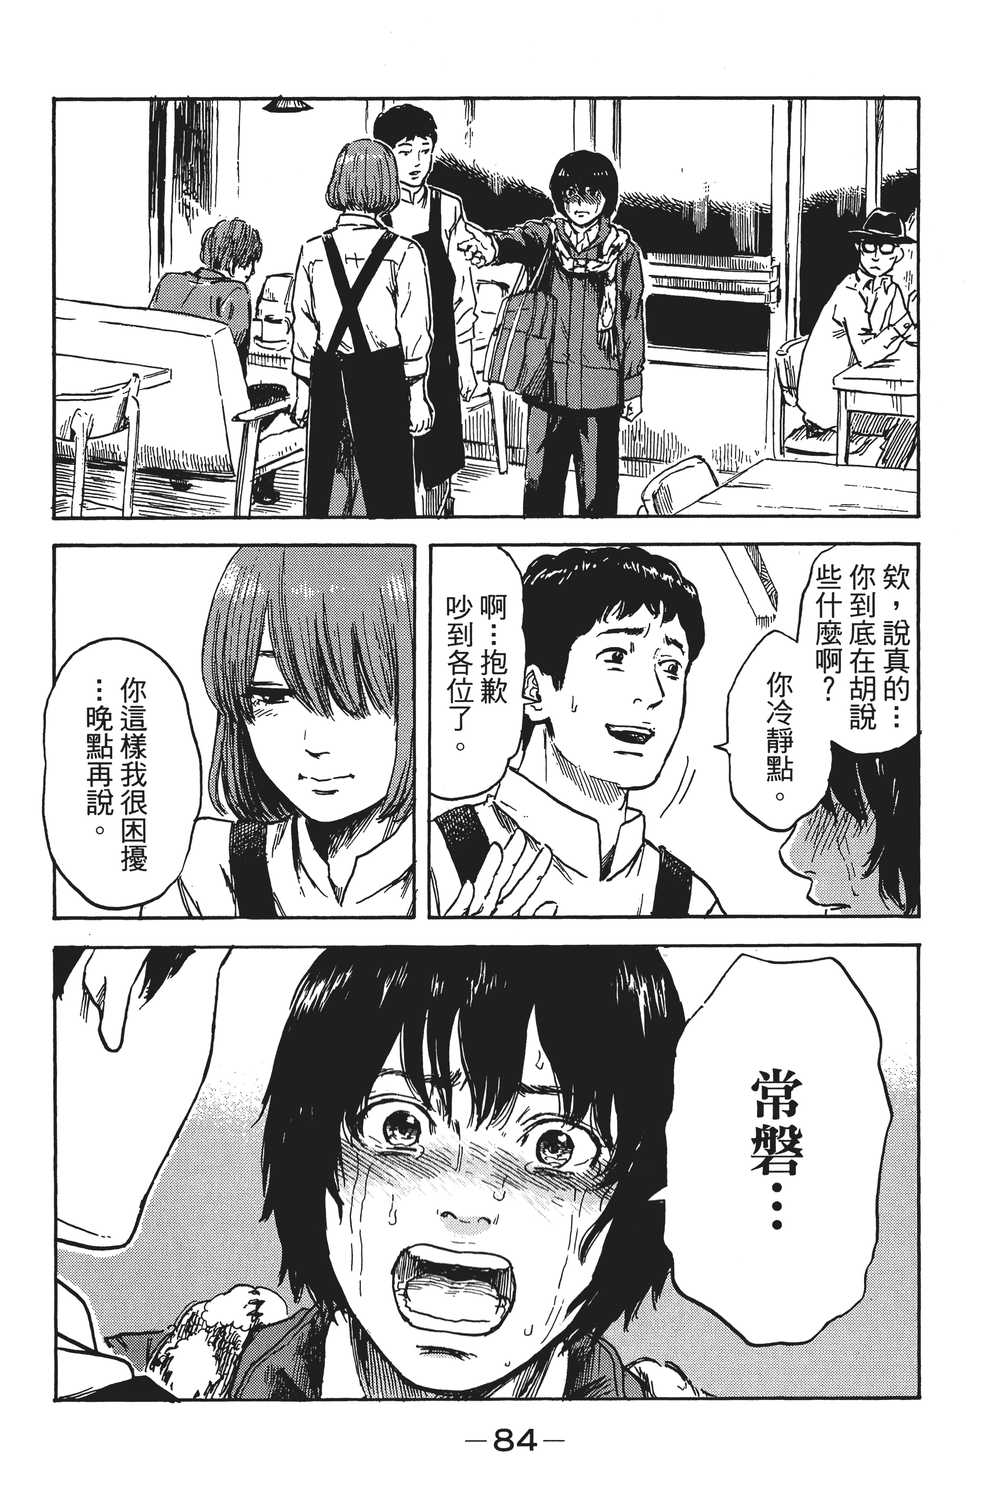 欸，說真的…
你到底在胡說
些什麼啊？
你冷靜點。
啊…抱歉
吵到各位了。
你這樣我很困擾
…晚點再說。
常磐…
—84—